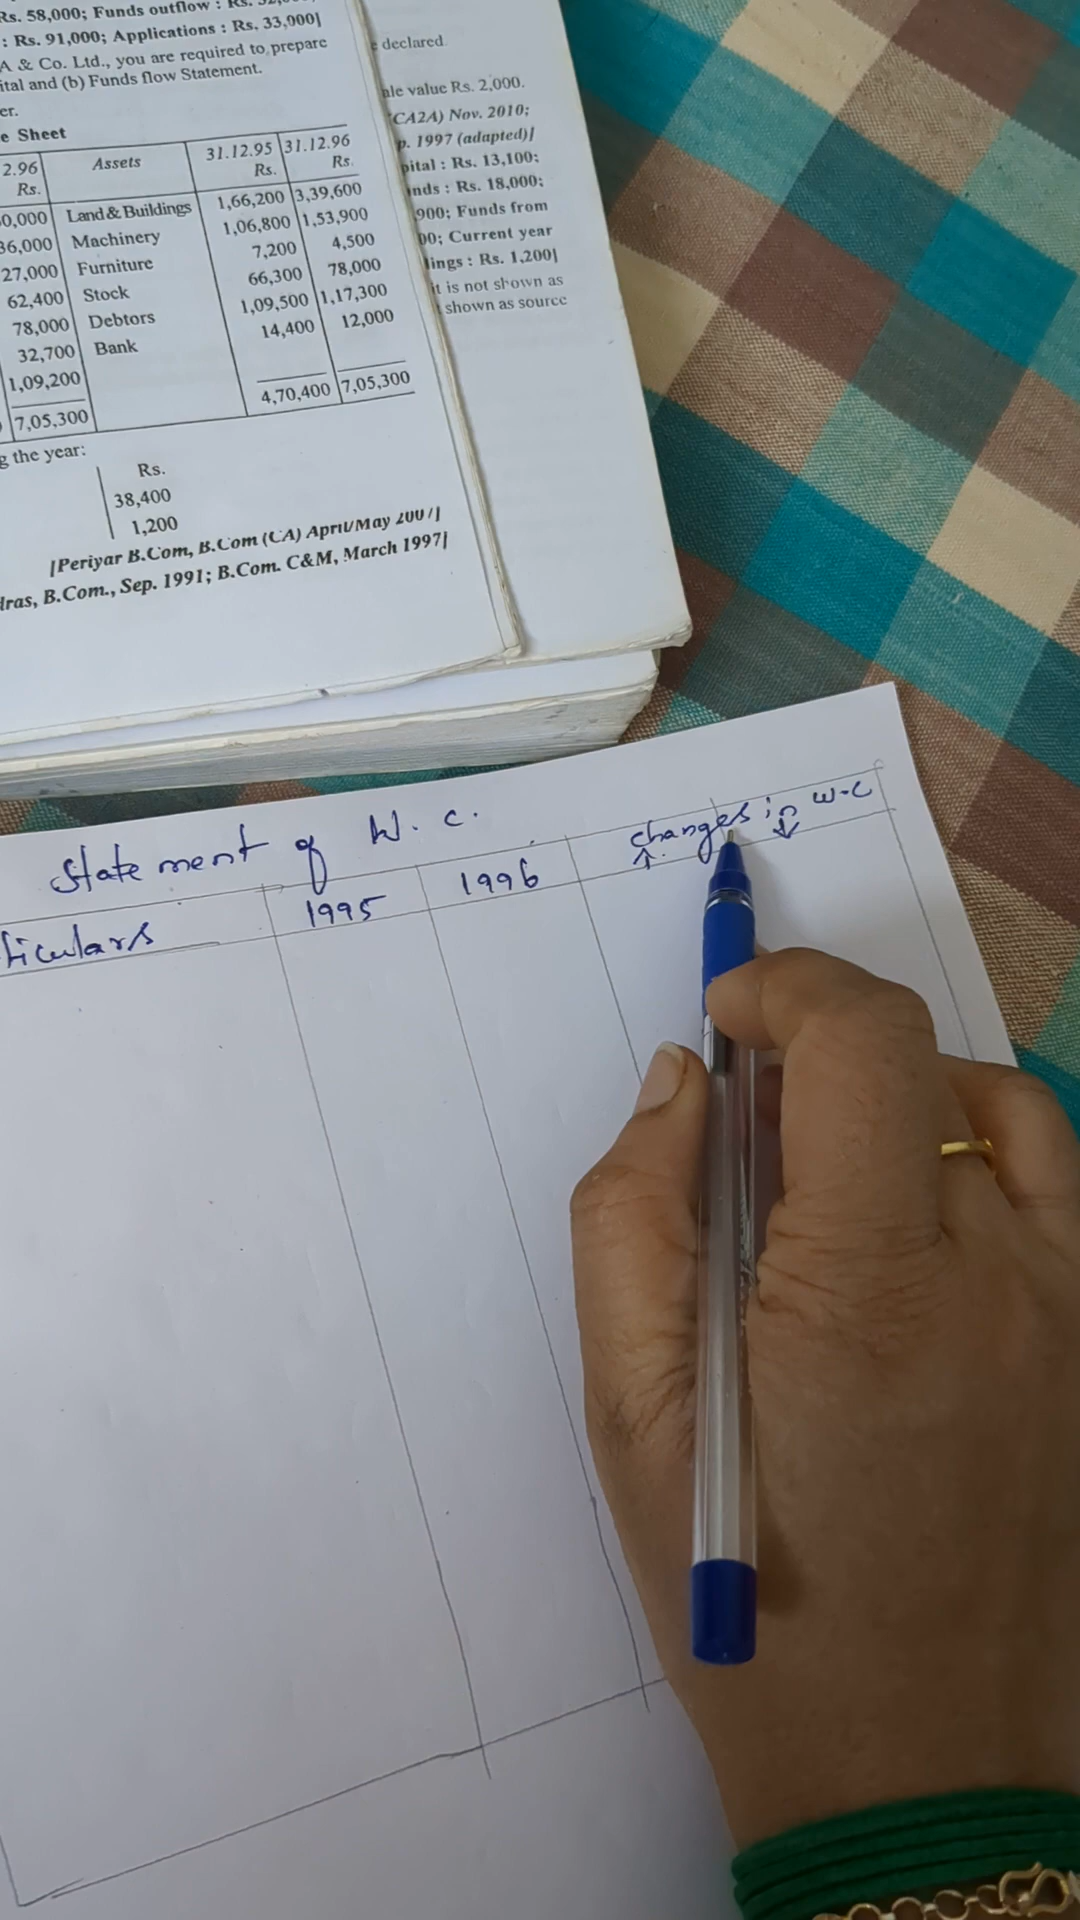 Rs. 58,000; Funds outflow : Rs.
: Rs. 91,000; Applications : Rs. 33,000]
A & Co. Ltd., you are required to prepare
ital and (b) Funds flow Statement.
er.
e Sheet
2.96 Assets 31.12.95 31.12.96
Rs. Rs. Rs.
0,000 Land & Buildings 1,66,200 3,39,600
36,000 Machinery 1,06,800 1,53,900
27,000 Furniture 7,200 4,500
62,400 Stock 66,300 78,000
78,000 Debtors 1,09,500 1,17,300
32,700 Bank 14,400 12,000
1,09,200
7,05,300 4,70,400 7,05,300
g the year:
Rs.
38,400
1,200
[Periyar B.Com, B.Com (CA) April/May 2007]
dras, B.Com., Sep. 1991; B.Com. C&M, March 1997]
e declared.
ale value Rs. 2,000.
CA2A) Nov. 2010;
p. 1997 (adapted)]
pital : Rs. 13,100;
nds : Rs. 18,000;
900; Funds from
00; Current year
lings : Rs. 1,200]
it is not shown as
t shown as source
Statement of W.C.
ticulars 1995 1996 changes in W-C
↑ ↓